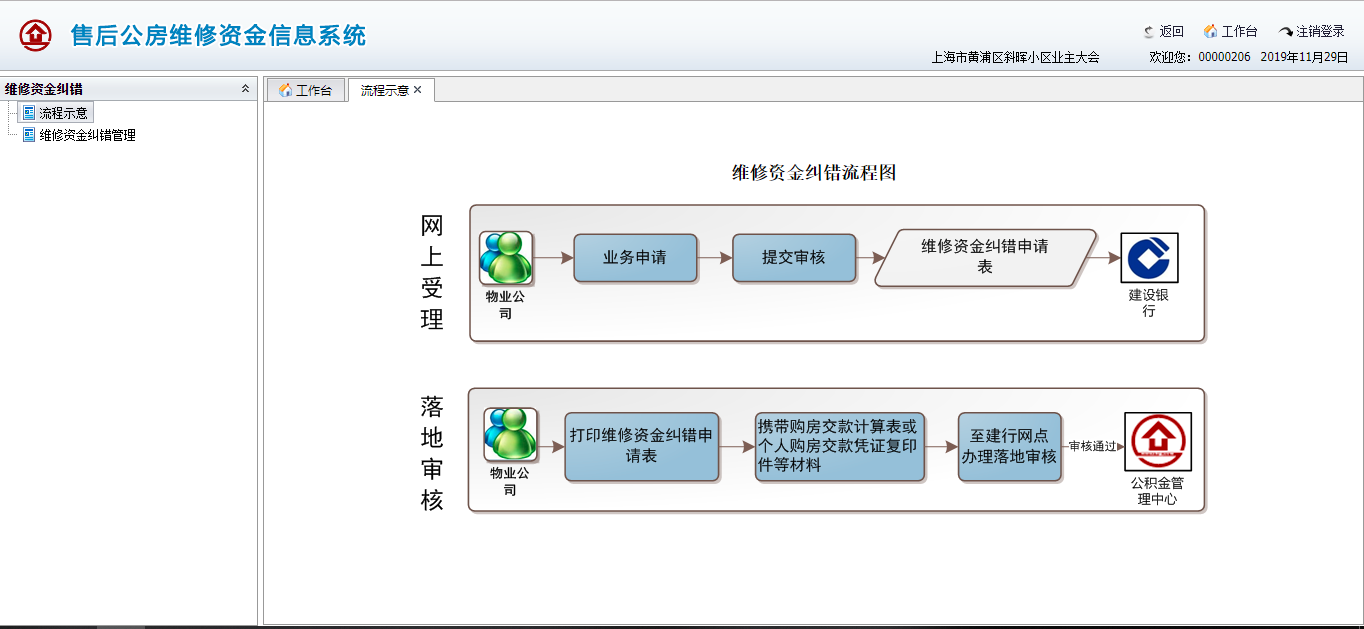 售后公房维修资金信息系统
返回 工作台 注销登录
上海市黄浦区斜晖小区业主大会 欢迎您: 00000206 2019年11月29日
维修资金纠错
流程示意
维修资金纠错管理
工作台 流程示意
维修资金纠错流程图
网上受理
物业公
司
业务申请
提交审核
维修资金纠错申请
表
建设银
行
落地审核
物业公
司
打印维修资金纠错申
请表
携带购房交款计算表或
个人购房交款凭证复印
件等材料
至建行网点
办理落地审核
审核通过
公积金管
理中心